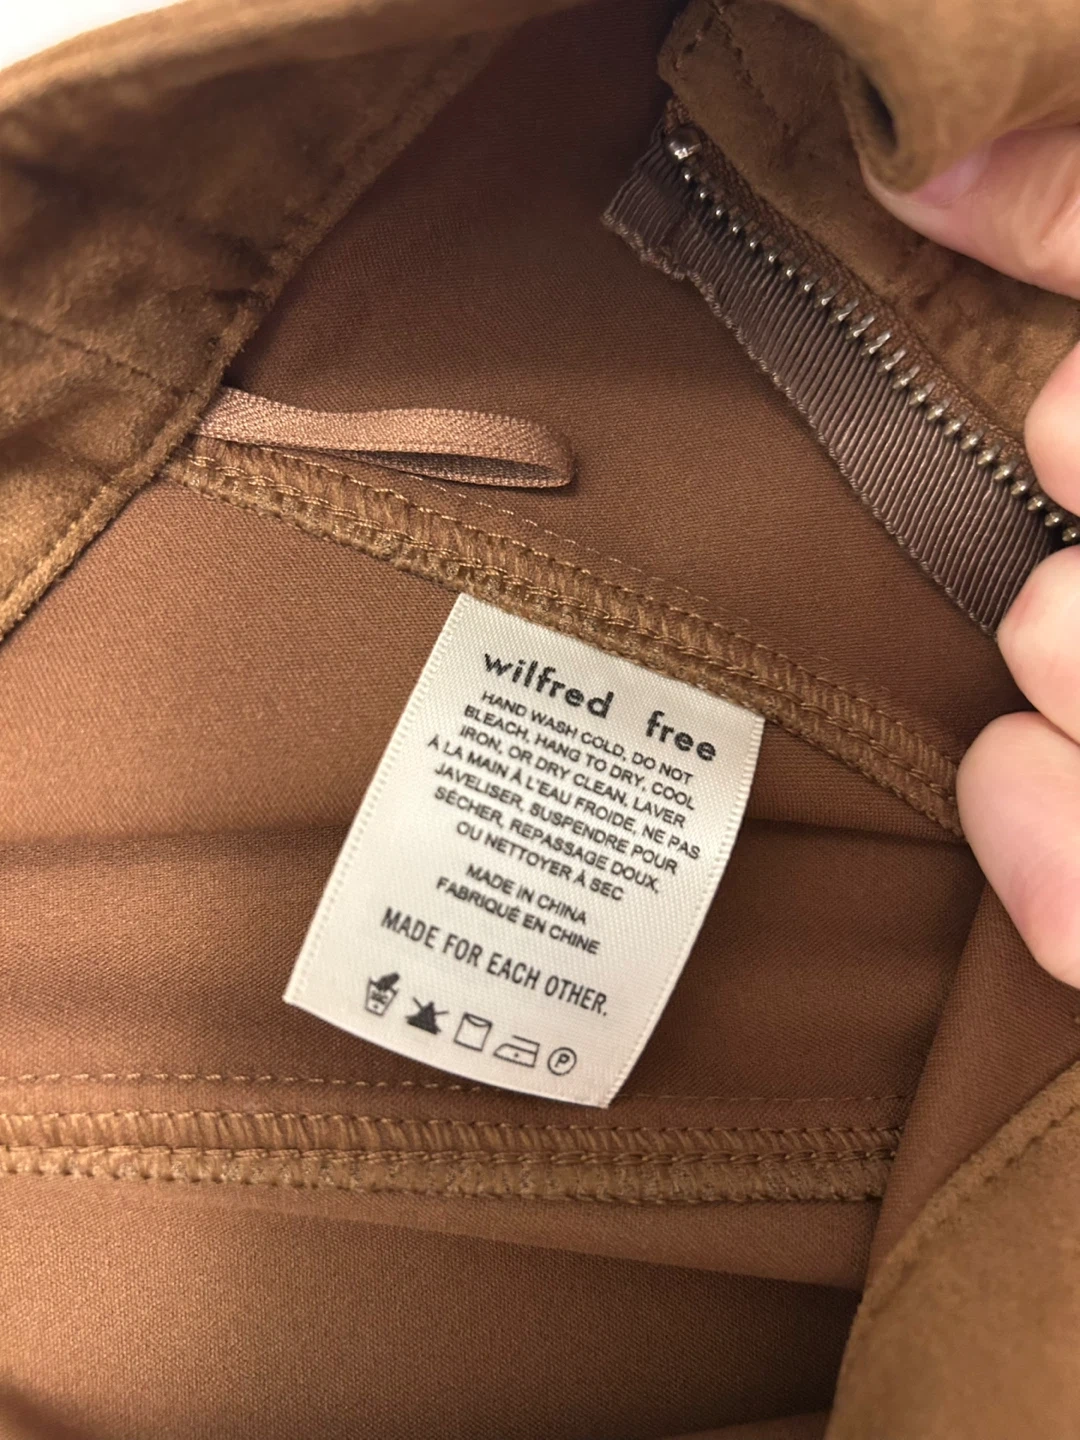 wilfred free
HAND WASH COLD, DO NOT
BLEACH, HANG TO DRY, COOL
IRON, OR DRY CLEAN, LAVER
À LA MAIN À L'EAU FROIDE, NE PAS
JAVELISER, SUSPENDRE POUR
SÉCHER, REPASSAGE DOUX,
OU NETTOYER À SEC
MADE IN CHINA
FABRIQUÉ EN CHINE
MADE FOR EACH OTHER.
P